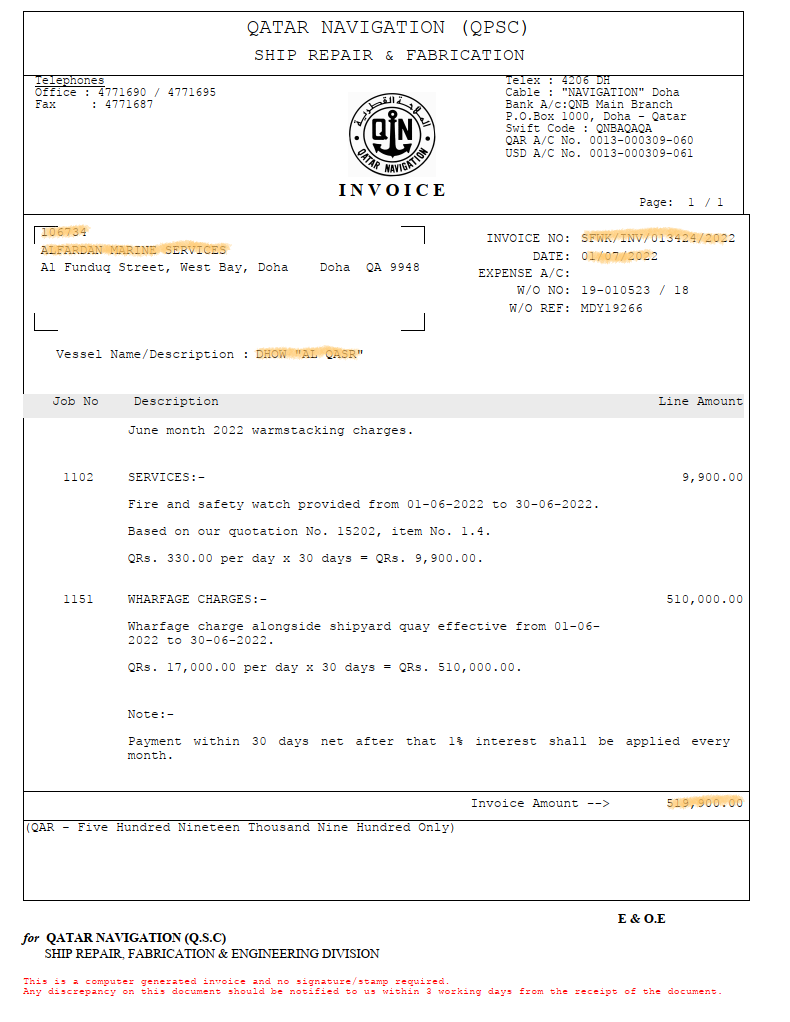 QATAR NAVIGATION (QPSC)
SHIP REPAIR & FABRICATION
Telephones
Office : 4771690 / 4771695
Fax : 4771687
Telex : 4206 DH
Cable : "NAVIGATION" Doha
Bank A/c:QNB Main Branch
P.O.Box 1000, Doha - Qatar
Swift Code : QNBAQAQA
QAR A/C No. 0013-000309-060
USD A/C No. 0013-000309-061
الملاحة القطرية
QN
QATAR NAVIGATION
INVOICE
Page: 1 / 1
106734
ALFARDAN MARINE SERVICES
Al Funduq Street, West Bay, Doha Doha QA 9948
INVOICE NO: SFWK/INV/013424/2022
DATE: 01/07/2022
EXPENSE A/C:
W/O NO: 19-010523 / 18
W/O REF: MDY19266
Vessel Name/Description : DHOW "AL QASR"
Job No Description Line Amount
June month 2022 warmstacking charges.
1102 SERVICES:- 9,900.00
Fire and safety watch provided from 01-06-2022 to 30-06-2022.
Based on our quotation No. 15202, item No. 1.4.
QRs. 330.00 per day x 30 days = QRs. 9,900.00.
1151 WHARFAGE CHARGES:- 510,000.00
Wharfage charge alongside shipyard quay effective from 01-06-
2022 to 30-06-2022.
QRs. 17,000.00 per day x 30 days = QRs. 510,000.00.
Note:-
Payment within 30 days net after that 1% interest shall be applied every
month.
Invoice Amount --> 519,900.00
(QAR - Five Hundred Nineteen Thousand Nine Hundred Only)
E & O.E
for QATAR NAVIGATION (Q.S.C)
SHIP REPAIR, FABRICATION & ENGINEERING DIVISION
This is a computer generated invoice and no signature/stamp required.
Any discrepancy on this document should be notified to us within 3 working days from the receipt of the document.